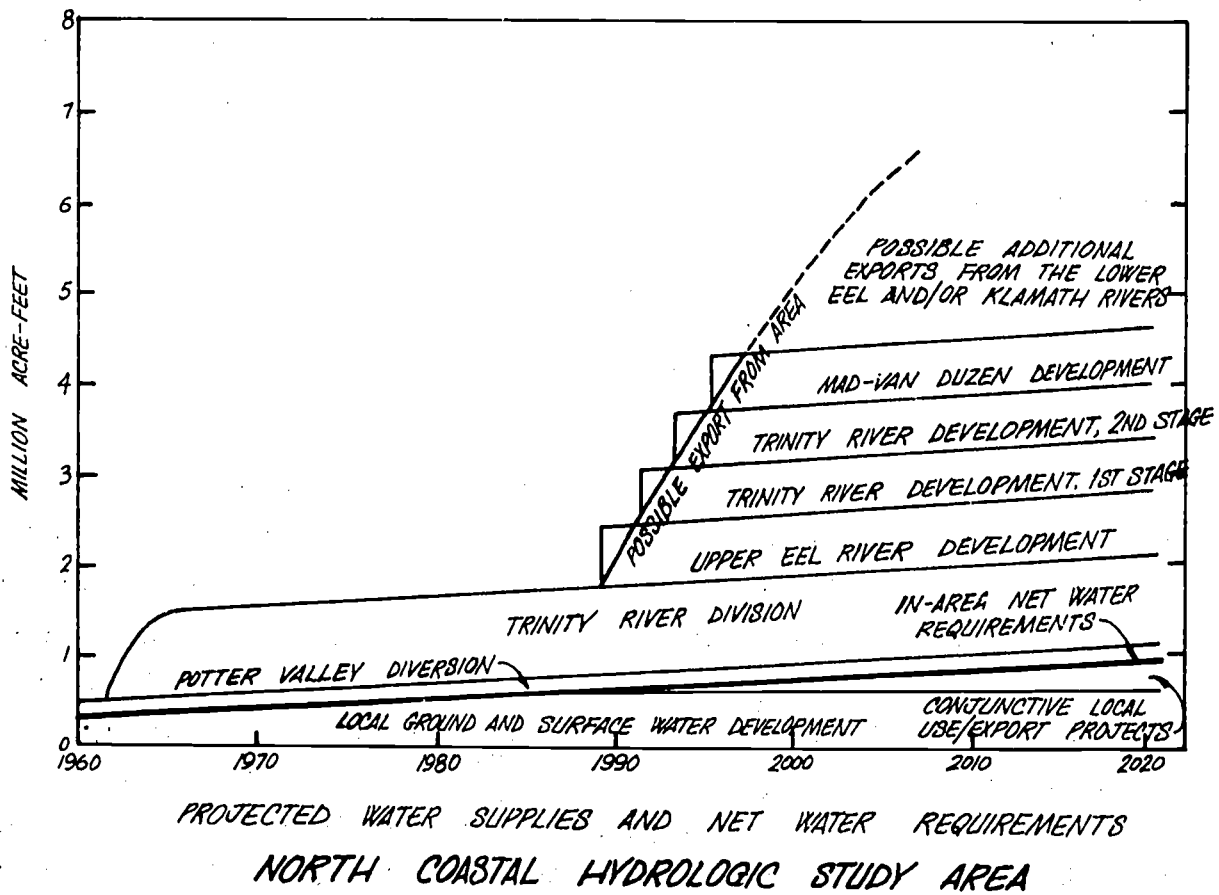 8
7
6
5
4
3
2
1
0
MILLION ACRE-FEET
POSSIBLE ADDITIONAL
EXPORTS FROM THE LOWER
EEL AND/OR KLAMATH RIVERS
POSSIBLE EXPORT FROM AREA
MAD-VAN DUZEN DEVELOPMENT
TRINITY RIVER DEVELOPMENT, 2ND STAGE
TRINITY RIVER DEVELOPMENT. 1ST STAGE
UPPER EEL RIVER DEVELOPMENT
TRINITY RIVER DIVISION
IN-AREA NET WATER
REQUIREMENTS
POTTER VALLEY DIVERSION
LOCAL GROUND AND SURFACE WATER DEVELOPMENT
CONJUNCTIVE LOCAL
USE/EXPORT PROJECTS
1960 1970 1980 1990 2000 2010 2020
PROJECTED WATER SUPPLIES AND NET WATER REQUIREMENTS
NORTH COASTAL HYDROLOGIC STUDY AREA